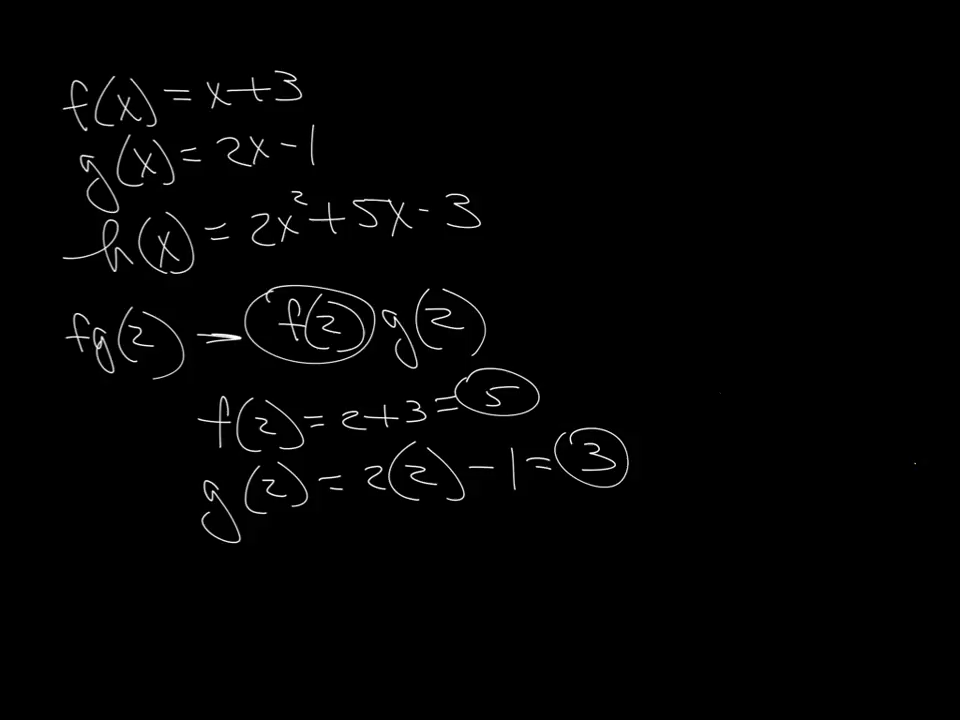 f(x) = x+3
g(x) = 2x-1
h(x) = 2x²+5x-3
fg(2) = f(2) g(2)
f(2) = 2+3 = 5
g(2) = 2(2)-1 = 3